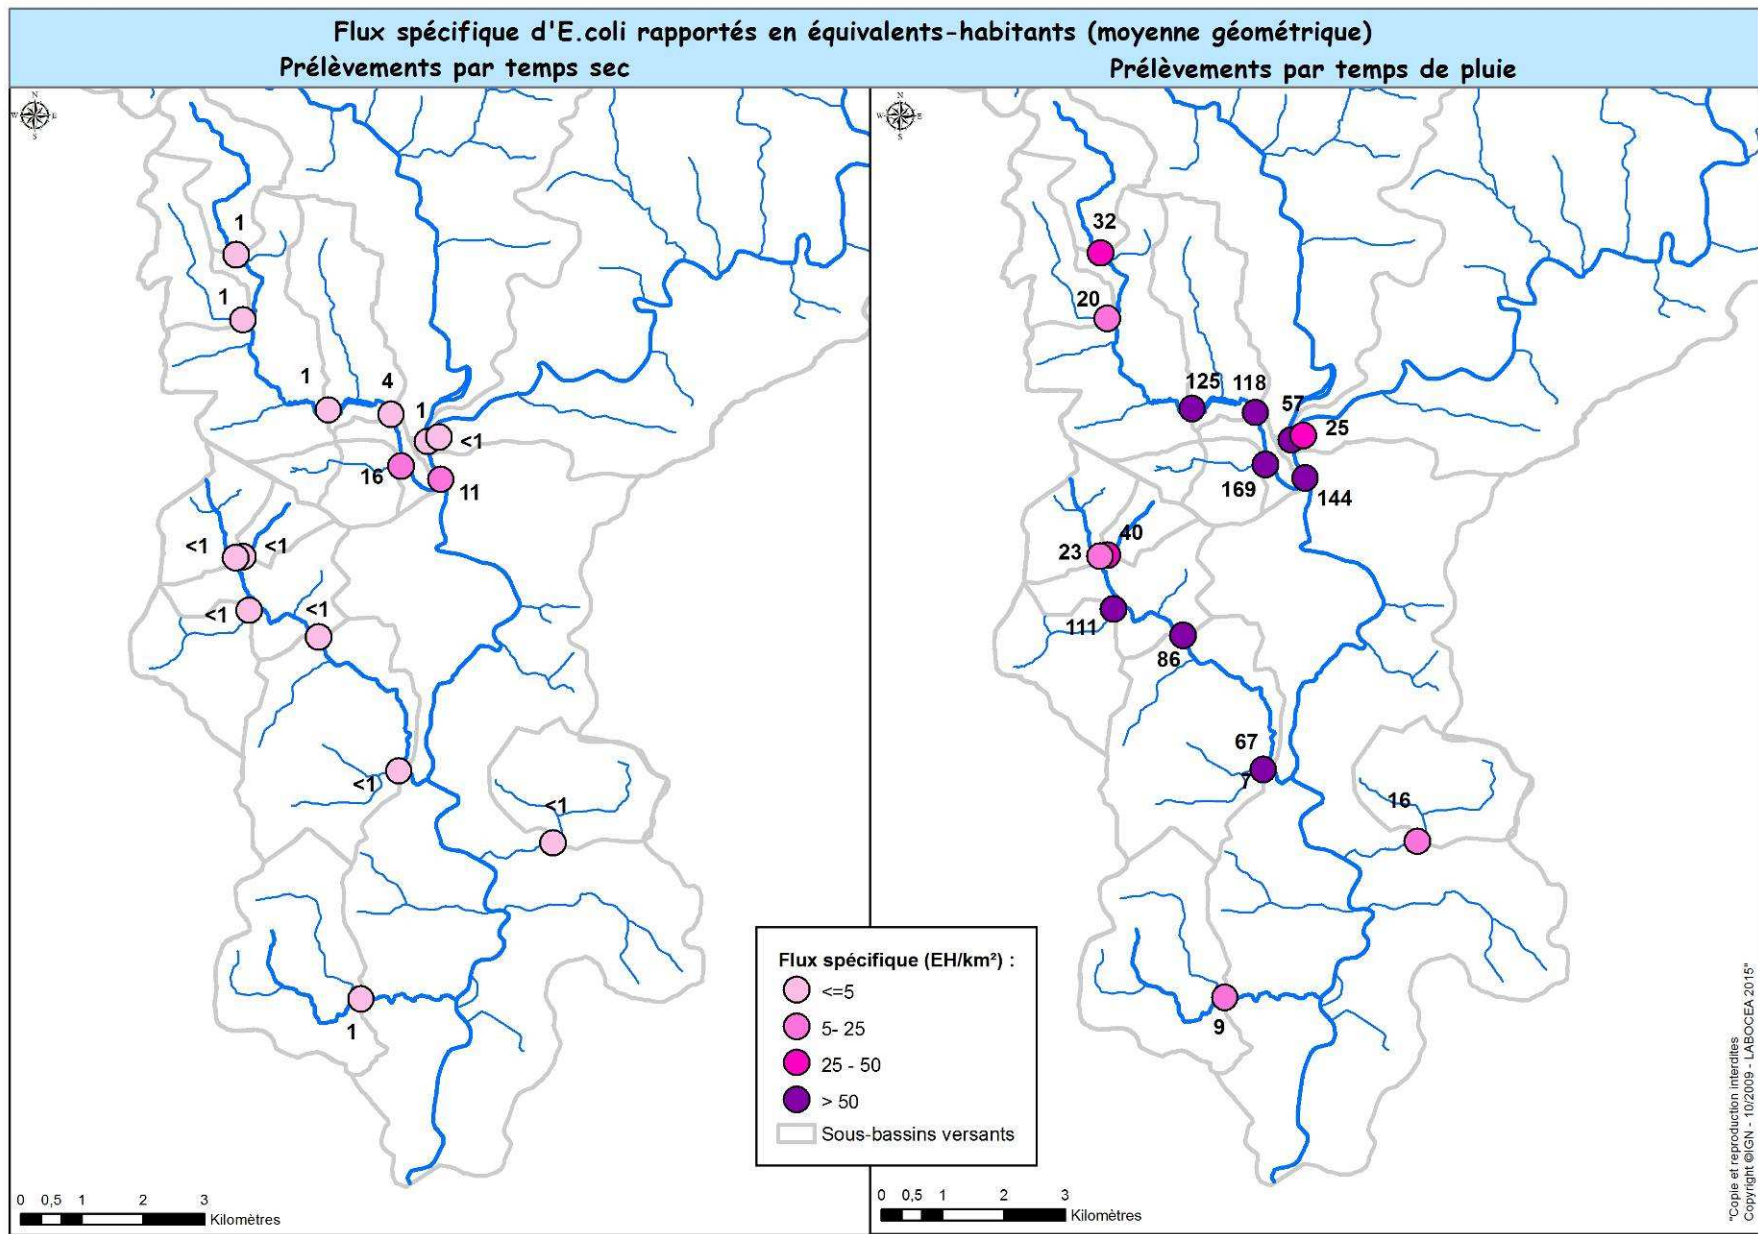 Flux spécifique d'E.coli rapportés en équivalents-habitants (moyenne géométrique)
Prélèvements par temps sec
Prélèvements par temps de pluie
N
W E
S
1
1
1
4
1
<1
16
11
<1
<1
<1
<1
<1
<1
1
0 0,5 1 2 3
Kilomètres
N
W E
S
32
20
125
118
57
25
169
144
23
40
111
86
67
7
16
9
0 0,5 1 2 3
Kilomètres
Flux spécifique (EH/km²) :
<=5
5- 25
25 - 50
> 50
Sous-bassins versants
"Copie et reproduction interdites
Copyright ©IGN - 10/2009 - LABOCEA 2015"